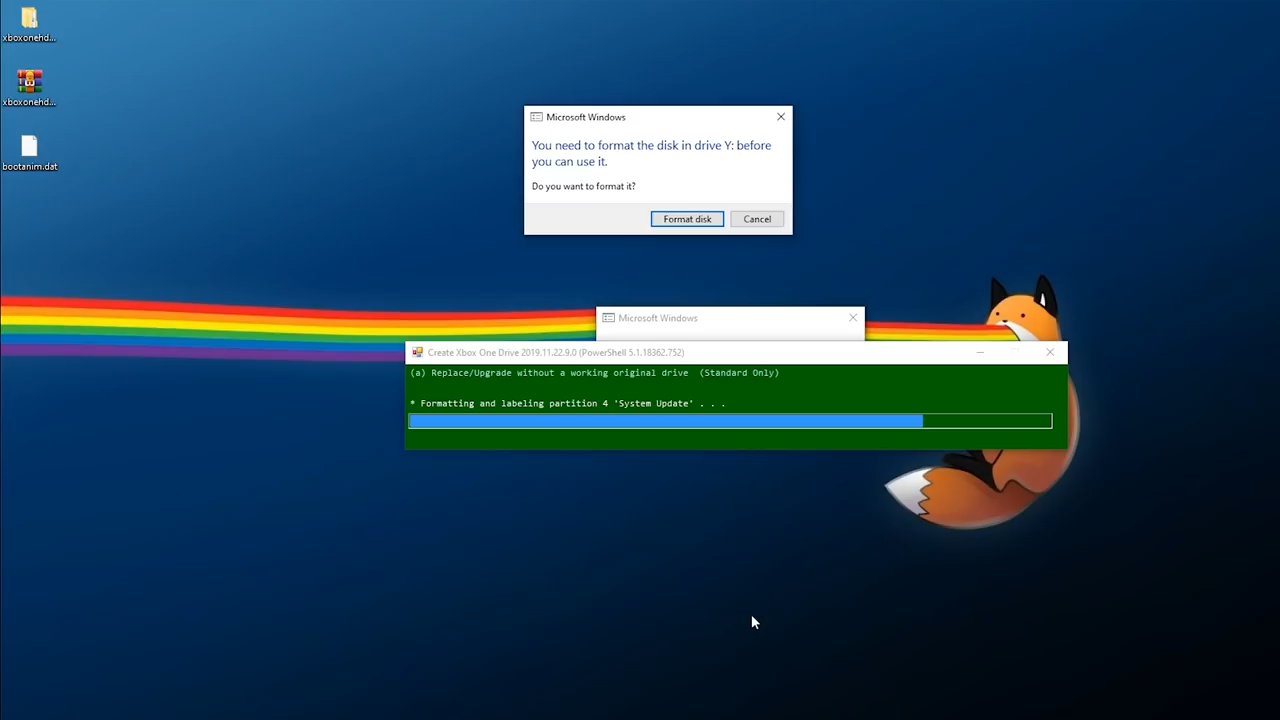 xboxonehd...
xboxonehd...
bootanim.dat
Microsoft Windows
You need to format the disk in drive Y: before
you can use it.
Do you want to format it?
Format disk
Cancel
Microsoft Windows
Create Xbox One Drive 2019.11.22.9.0 (PowerShell 5.1.18362.752)
(a) Replace/Upgrade without a working original drive  (Standard Only)
* Formatting and labeling partition 4 'System Update' . . .